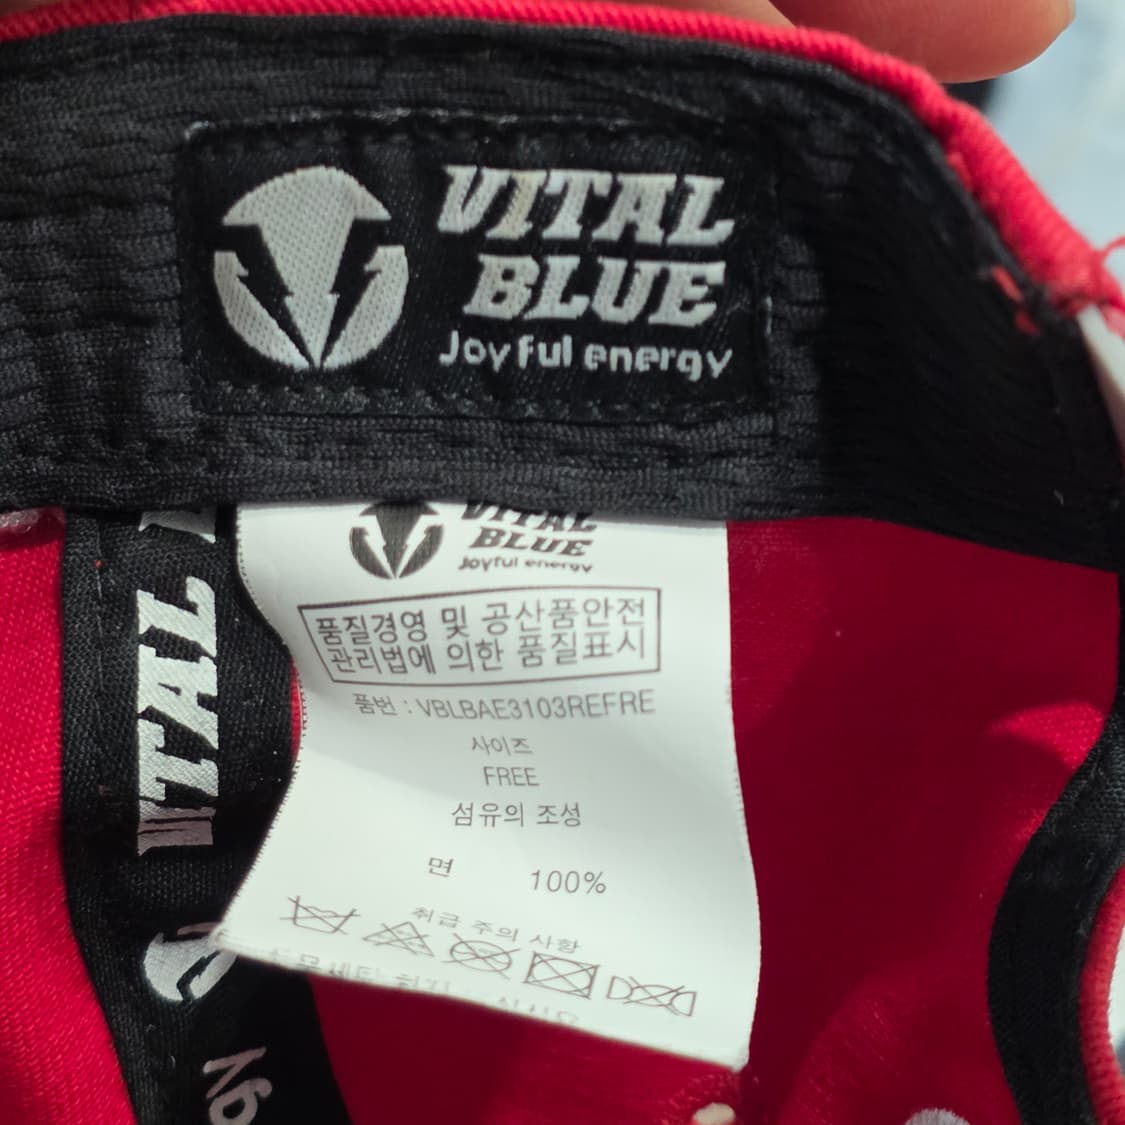 VITAL
BLUE
Joyful energy
VITAL
BLUE
Joyful energy
품질경영 및 공산품안전
관리법에 의한 품질표시
품번 : VBLBAE3103REFRE
사이즈
FREE
섬유의 조성
면 100%
취급 주의 사항
VITAL